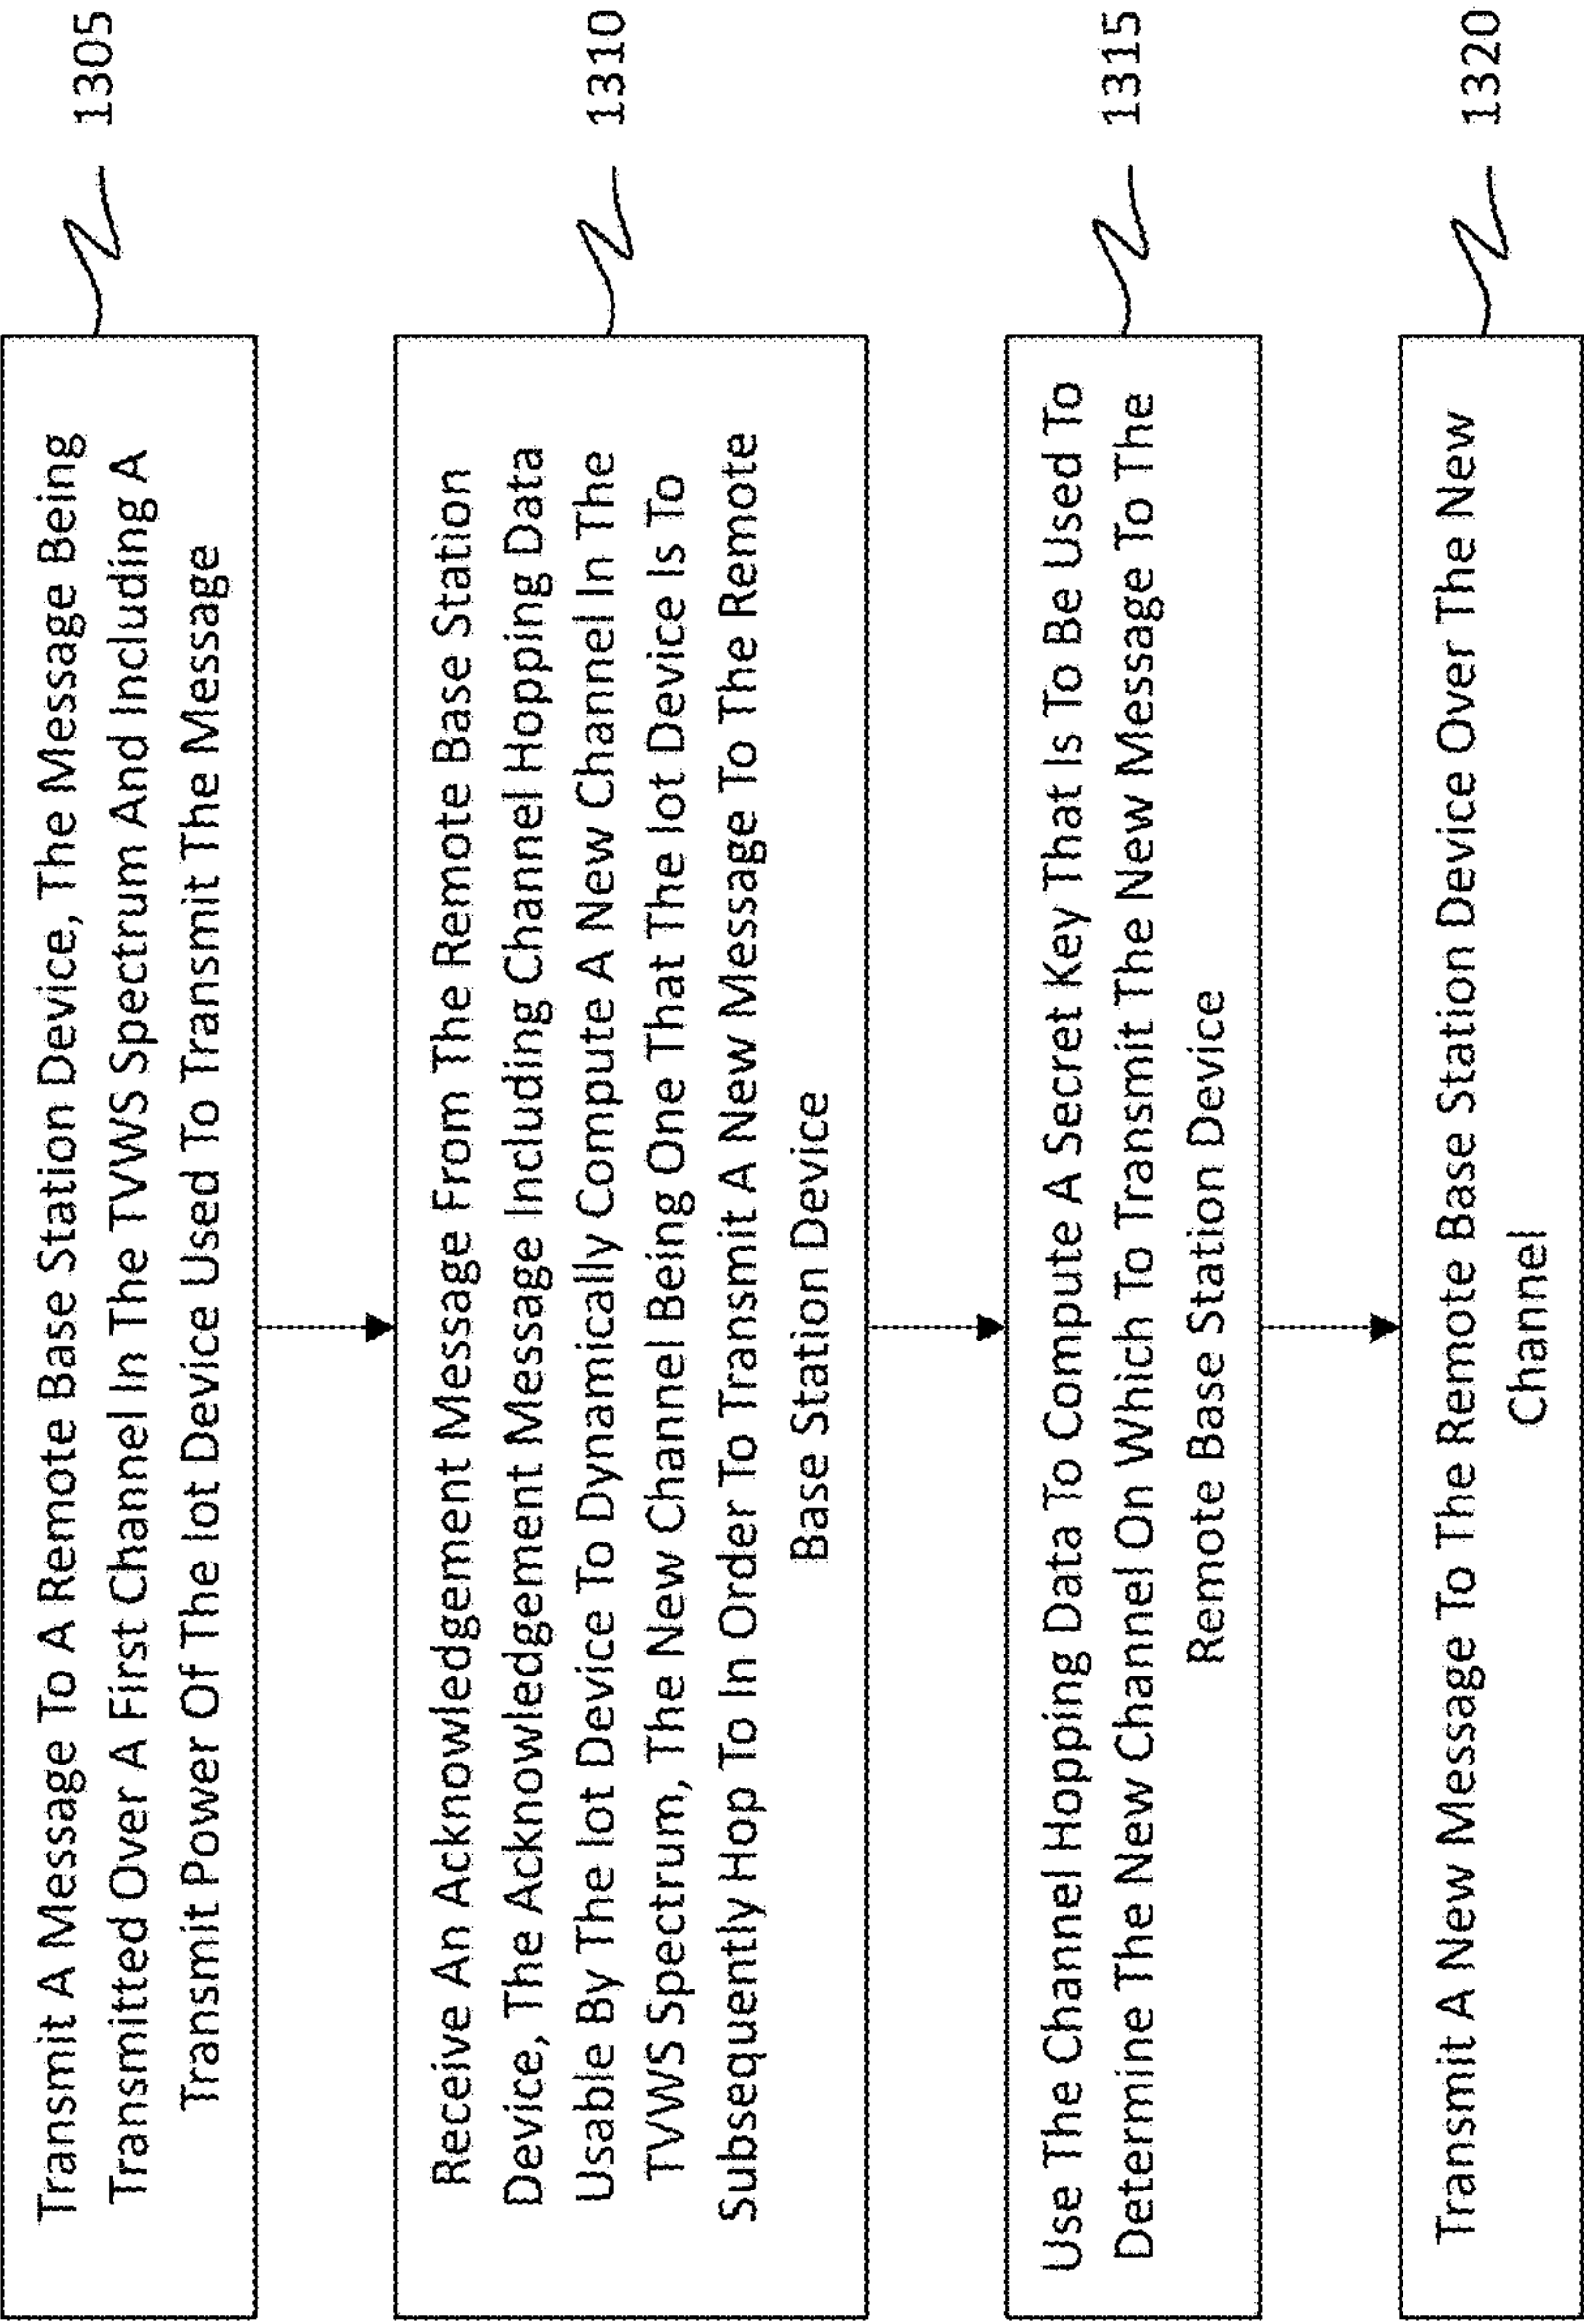 Transmit A Message To A Remote Base Station Device, The Message Being
Transmitted Over A First Channel In The TVWS Spectrum And Including A
Transmit Power Of The Iot Device Used To Transmit The Message
1305
Receive An Acknowledgement Message From The Remote Base Station
Device, The Acknowledgement Message Including Channel Hopping Data
Usable By The Iot Device To Dynamically Compute A New Channel In The
TVWS Spectrum, The New Channel Being One That The Iot Device Is To
Subsequently Hop To In Order To Transmit A New Message To The Remote
Base Station Device
1310
Use The Channel Hopping Data To Compute A Secret Key That Is To Be Used To
Determine The New Channel On Which To Transmit The New Message To The
Remote Base Station Device
1315
Transmit A New Message To The Remote Base Station Device Over The New
Channel
1320